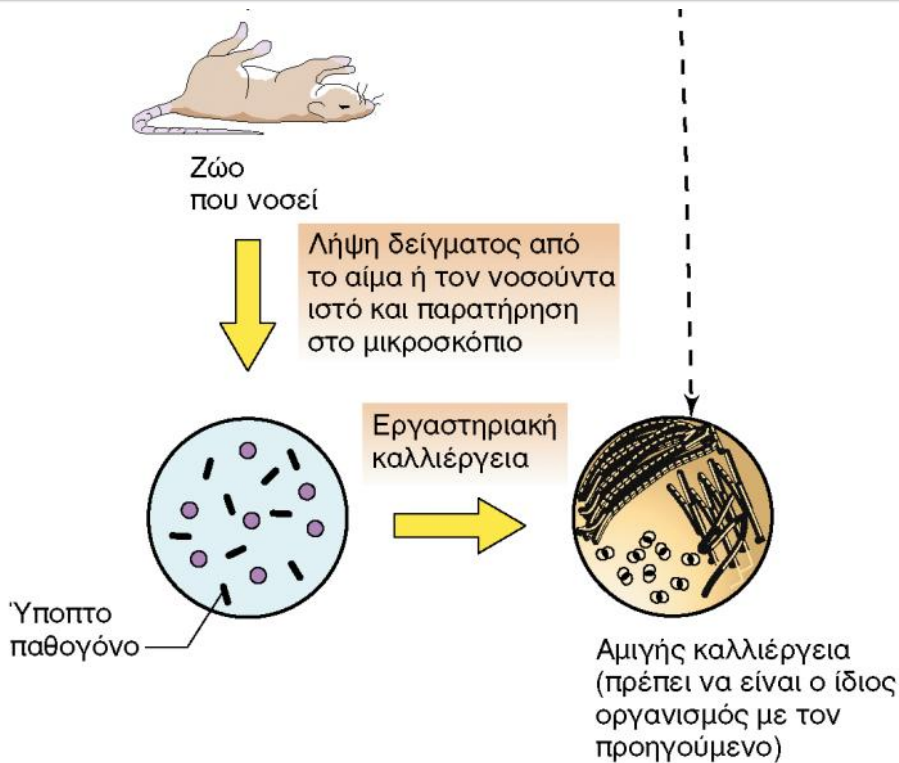 Ζώο
που νοσεί
Λήψη δείγματος από
το αίμα ή τον νοσούντα
ιστό και παρατήρηση
στο μικροσκόπιο
Εργαστηριακή
καλλιέργεια
Ύποπτο
παθογόνο
Αμιγής καλλιέργεια
(πρέπει να είναι ο ίδιος
οργανισμός με τον
προηγούμενο)